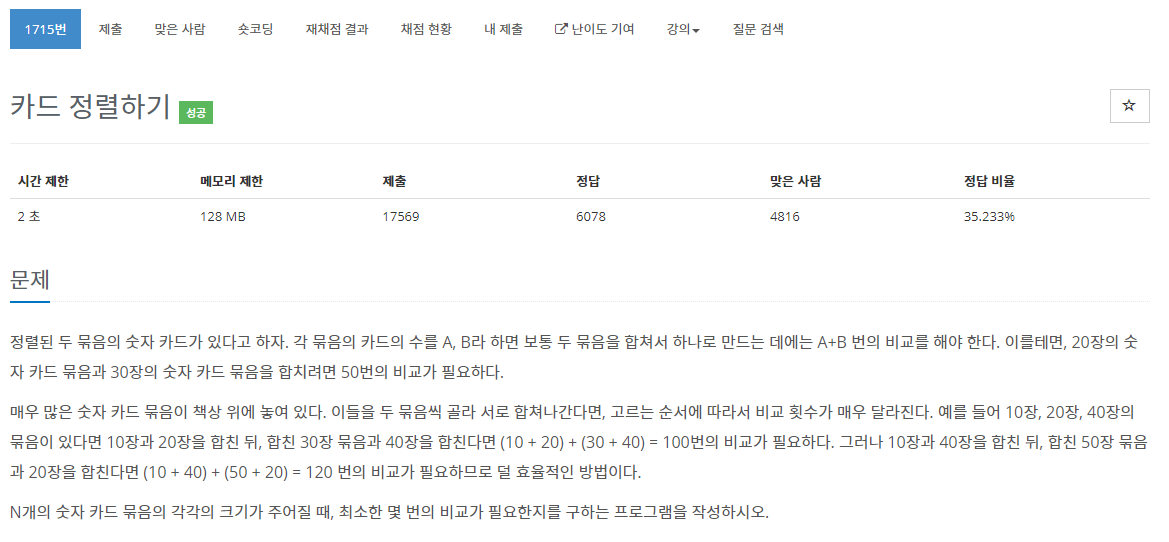 1715번 제출 맞은 사람 숏코딩 재채점 결과 채점 현황 내 제출 난이도 기여 강의 질문 검색
카드 정렬하기 성공
시간 제한 메모리 제한 제출 정답 맞은 사람 정답 비율
2 초 128 MB 17569 6078 4816 35.233%
문제
정렬된 두 묶음의 숫자 카드가 있다고 하자. 각 묶음의 카드의 수를 A, B라 하면 보통 두 묶음을 합쳐서 하나로 만드는 데에는 A+B 번의 비교를 해야 한다. 이를테면, 20장의 숫
자 카드 묶음과 30장의 숫자 카드 묶음을 합치려면 50번의 비교가 필요하다.
매우 많은 숫자 카드 묶음이 책상 위에 놓여 있다. 이들을 두 묶음씩 골라 서로 합쳐나간다면, 고르는 순서에 따라서 비교 횟수가 매우 달라진다. 예를 들어 10장, 20장, 40장의
묶음이 있다면 10장과 20장을 합친 뒤, 합친 30장 묶음과 40장을 합친다면 (10 + 20) + (30 + 40) = 100번의 비교가 필요하다. 그러나 10장과 40장을 합친 뒤, 합친 50장 묶음
과 20장을 합친다면 (10 + 40) + (50 + 20) = 120 번의 비교가 필요하므로 덜 효율적인 방법이다.
N개의 숫자 카드 묶음의 각각의 크기가 주어질 때, 최소한 몇 번의 비교가 필요한지를 구하는 프로그램을 작성하시오.